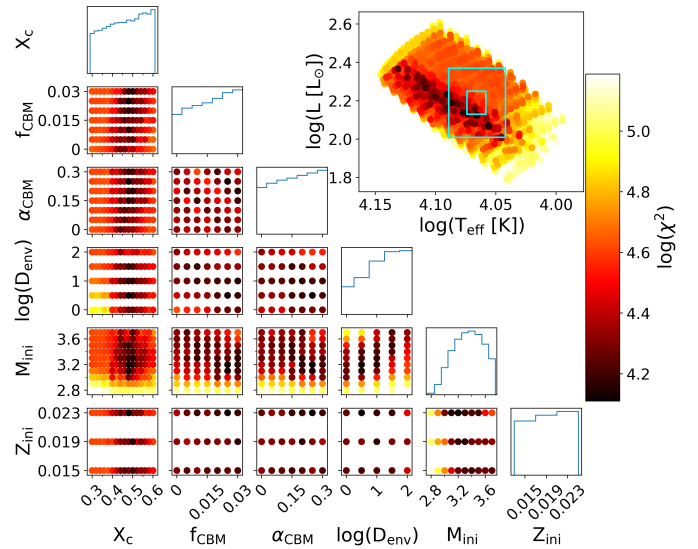 X_c
f_CBM
0.03
0.015
0
α_CBM
0.3
0.15
0
log(D_env)
2
1
0
M_ini
3.6
3.2
2.8
Z_ini
0.023
0.019
0.015
0.3 0.4 0.5 0.6
0 0.015 0.03
0 0.15 0.3
0 1 2
2.8 3.2 3.6
0.015 0.019 0.023
X_c f_CBM α_CBM log(D_env) M_ini Z_ini
log(L [L_⊙])
2.6
2.4
2.2
2.0
1.8
4.15 4.10 4.05 4.00
log(T_eff [K])
5.0
4.8
4.6
4.4
4.2
log(χ²)